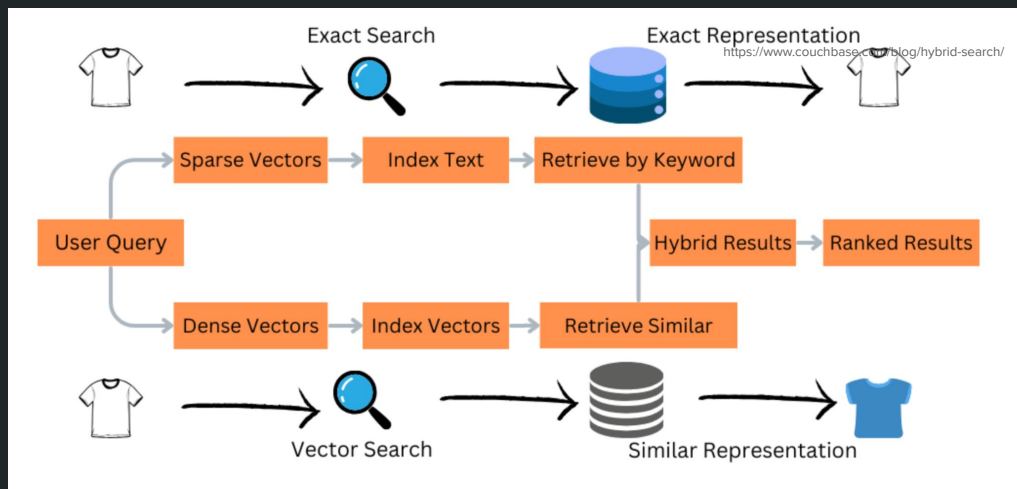 Exact Search
Exact Representation
https://www.couchbase.com/blog/hybrid-search/
Sparse Vectors
Index Text
Retrieve by Keyword
User Query
Hybrid Results
Ranked Results
Dense Vectors
Index Vectors
Retrieve Similar
Vector Search
Similar Representation